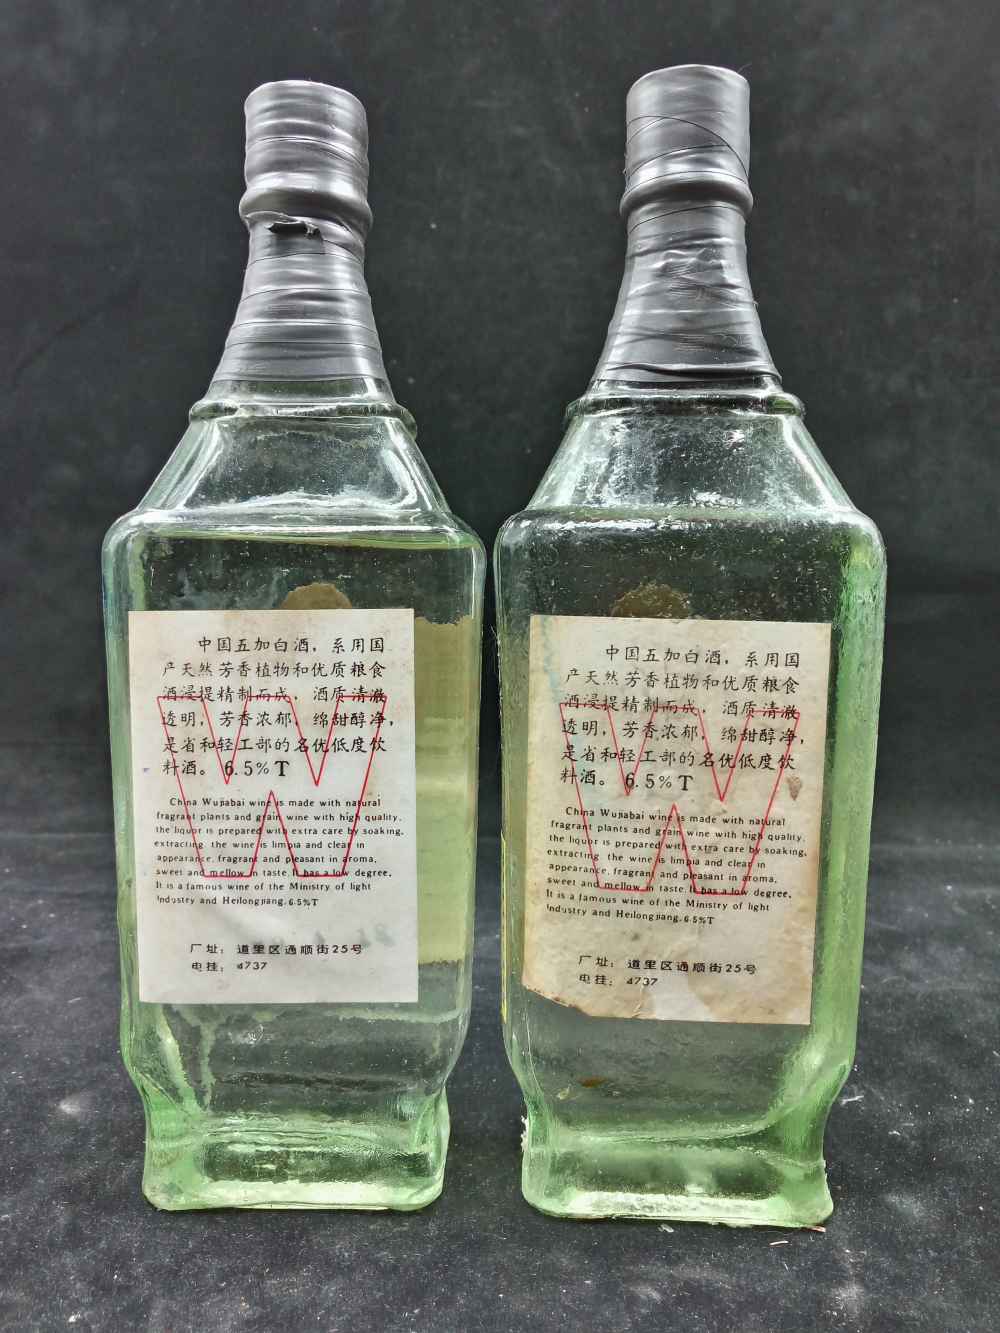 中国五加白酒，系用国
产天然芳香植物和优质粮食
酒浸提精制而成，酒质清澈
透明，芳香浓郁，绵甜醇净，
是省和轻工部的名优低度饮
料酒。6.5%T
China Wujiabai wine is made with natural
fragrant plants and grain wine with high quality.
the liquor is prepared with extra care by soaking,
extracting the wine is limpia and clear in
appearance, fragrant and pleasant in aroma,
sweet and mellow in taste. It has a low degree.
It is a famous wine of the Ministry of light
Industry and Heilongjiang. 6.5%T
厂址：道里区通顺街25号
电挂：4737
中国五加白酒，系用国
产天然芳香植物和优质粮食
酒浸提精制而成，酒质清澈
透明，芳香浓郁，绵甜醇净，
是省和轻工部的名优低度饮
料酒。6.5%T
China Wujiabai wine is made with natural
fragrant plants and grain wine with high quality.
the liquor is prepared with extra care by soaking,
extracting the wine is limpia and clear in
appearance, fragrant and pleasant in aroma,
sweet and mellow in taste. It has a low degree.
It is a famous wine of the Ministry of light
Industry and Heilongjiang. 6.5%T
厂址：道里区通顺街25号
电挂：4737